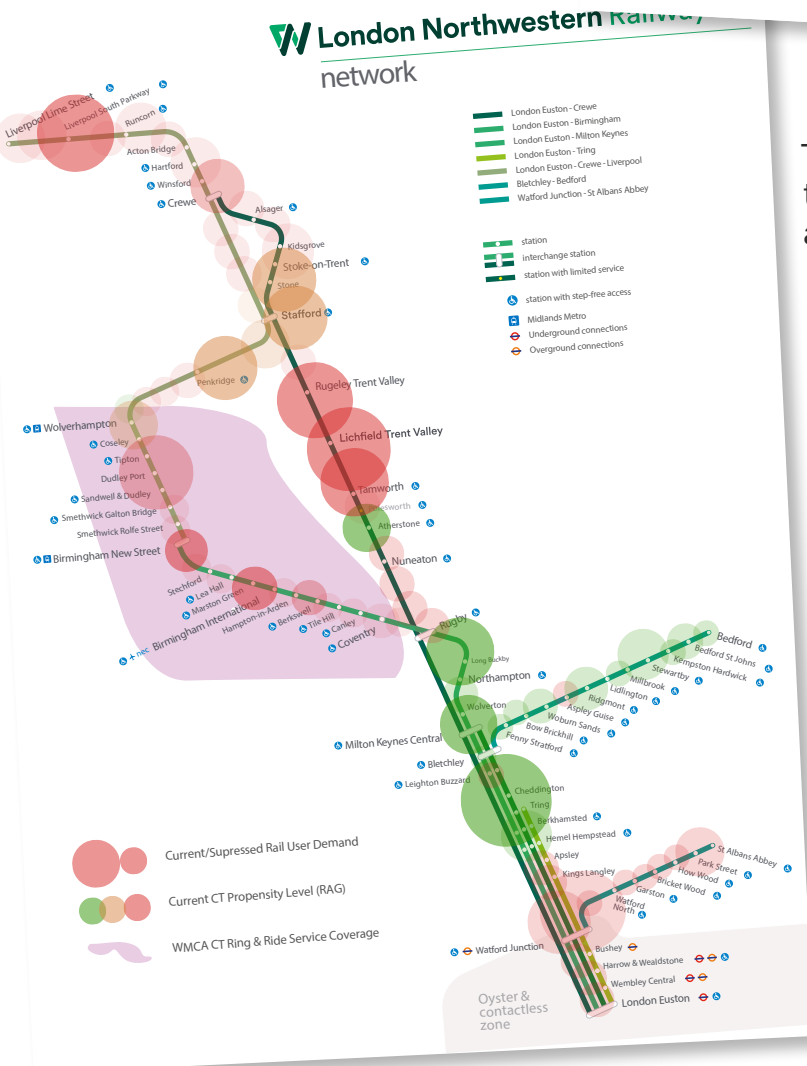 London Northwestern Railway
network
London Euston - Crewe
London Euston - Birmingham
London Euston - Milton Keynes
London Euston - Tring
London Euston - Crewe - Liverpool
Bletchley - Bedford
Watford Junction - St Albans Abbey
station
interchange station
station with limited service
station with step-free access
Midlands Metro
Underground connections
Overground connections
Liverpool Lime Street
Liverpool South Parkway
Runcorn
Acton Bridge
Hartford
Winsford
Crewe
Alsager
Kidsgrove
Stoke-on-Trent
Stone
Stafford
Penkridge
Rugeley Trent Valley
Wolverhampton
Lichfield Trent Valley
Coseley
Tipton
Dudley Port
Tamworth
Sandwell & Dudley
Smethwick Galton Bridge
Atherstone
Smethwick Rolfe Street
Birmingham New Street
Nuneaton
Stechford
Lea Hall
Marston Green
nec Birmingham International
Hampton-in-Arden
Berkswell
Tile Hill
Canley
Coventry
Rugby
Long Buckby
Northampton
Wolverton
Milton Keynes Central
Bedford
Bedford St Johns
Kempston Hardwick
Stewartby
Millbrook
Lidlington
Ridgmont
Aspley Guise
Woburn Sands
Bow Brickhill
Fenny Stratford
Bletchley
Leighton Buzzard
Cheddington
Tring
Berkhamsted
Hemel Hempstead
Apsley
Kings Langley
St Albans Abbey
Park Street
How Wood
Bricket Wood
Garston
Watford
North
Watford Junction
Bushey
Harrow & Wealdstone
Wembley Central
London Euston
Oyster &
contactless
zone
Current/Supressed Rail User Demand
Current CT Propensity Level (RAG)
WMCA CT Ring & Ride Service Coverage